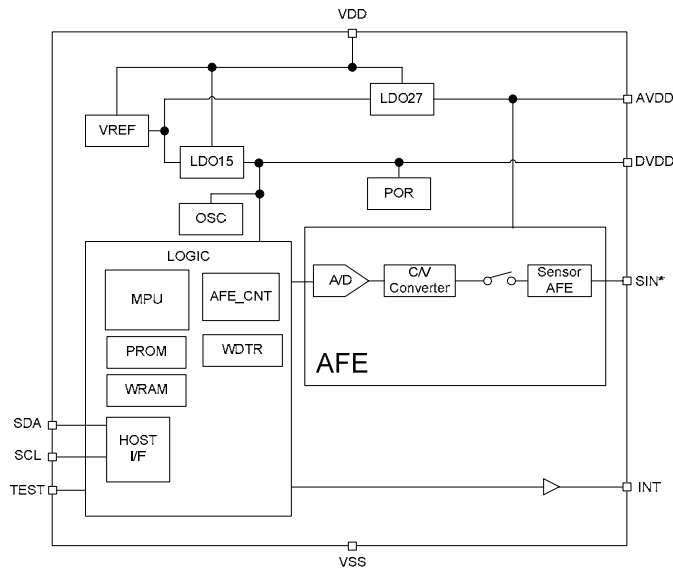 VDD
LDO27
AVDD
VREF
LDO15
DVDD
POR
OSC
LOGIC
MPU
AFE_CNT
A/D
C/V
Converter
Sensor
AFE
SIN*
PROM
WDTR
AFE
WRAM
SDA
HOST
I/F
SCL
TEST
INT
VSS